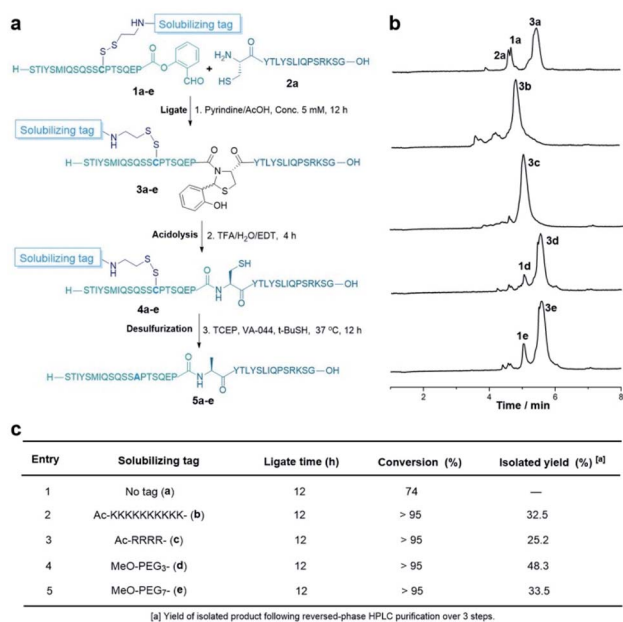 a
Solubilizing tag
HN
S
S
H—STIYSMIQSQSSCPTSQEP
O
O
CHO
1a-e
+
H₂N
O
HS
YTLYSLIQPSRKSG—OH
2a
Ligate
1. Pyrindine/AcOH, Conc. 5 mM, 12 h
Solubilizing tag
N
H
S
S
H—STIYSMIQSQSSCPTSQEP
O
N
O
S
OH
YTLYSLIQPSRKSG—OH
3a-e
Acidolysis
2. TFA/H₂O/EDT, 4 h
Solubilizing tag
N
H
S
S
H—STIYSMIQSQSSCPTSQEP
O
N
H
SH
O
YTLYSLIQPSRKSG—OH
4a-e
Desulfurization
3. TCEP, VA-044, t-BuSH, 37 °C, 12 h
H—STIYSMIQSQSSAPTSQEP
O
N
H
O
YTLYSLIQPSRKSG—OH
5a-e
b
2a
1a
3a
3b
3c
1d
3d
1e
3e
2 4 6 8
Time / min
c
Entry Solubilizing tag Ligate time (h) Conversion (%) Isolated yield (%) [a]
1 No tag (a) 12 74 —
2 Ac-KKKKKKKKKK- (b) 12 > 95 32.5
3 Ac-RRRR- (c) 12 > 95 25.2
4 MeO-PEG₃- (d) 12 > 95 48.3
5 MeO-PEG₇- (e) 12 > 95 33.5
[a] Yield of isolated product following reversed-phase HPLC purification over 3 steps.